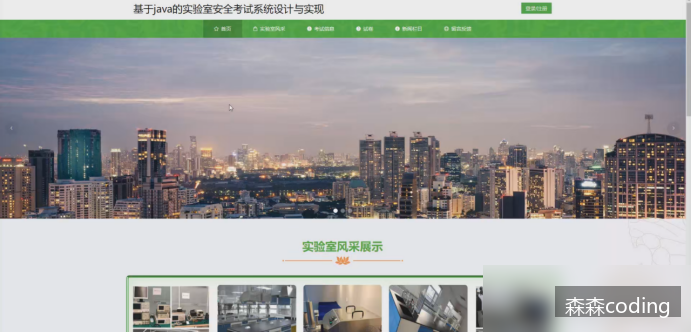 基于java的实验室安全考试系统设计与实现
登录/注册
首页
实验室风采
考试信息
试卷
新闻栏目
留言反馈
实验室风采展示
森森coding